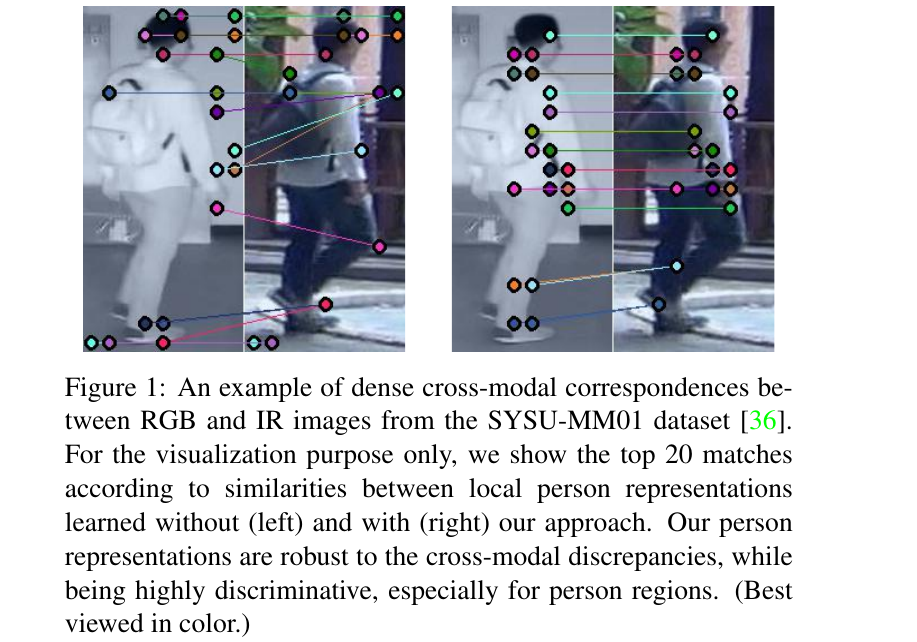 Figure 1: An example of dense cross-modal correspondences be-
tween RGB and IR images from the SYSU-MM01 dataset [36].
For the visualization purpose only, we show the top 20 matches
according to similarities between local person representations
learned without (left) and with (right) our approach. Our person
representations are robust to the cross-modal discrepancies, while
being highly discriminative, especially for person regions. (Best
viewed in color.)